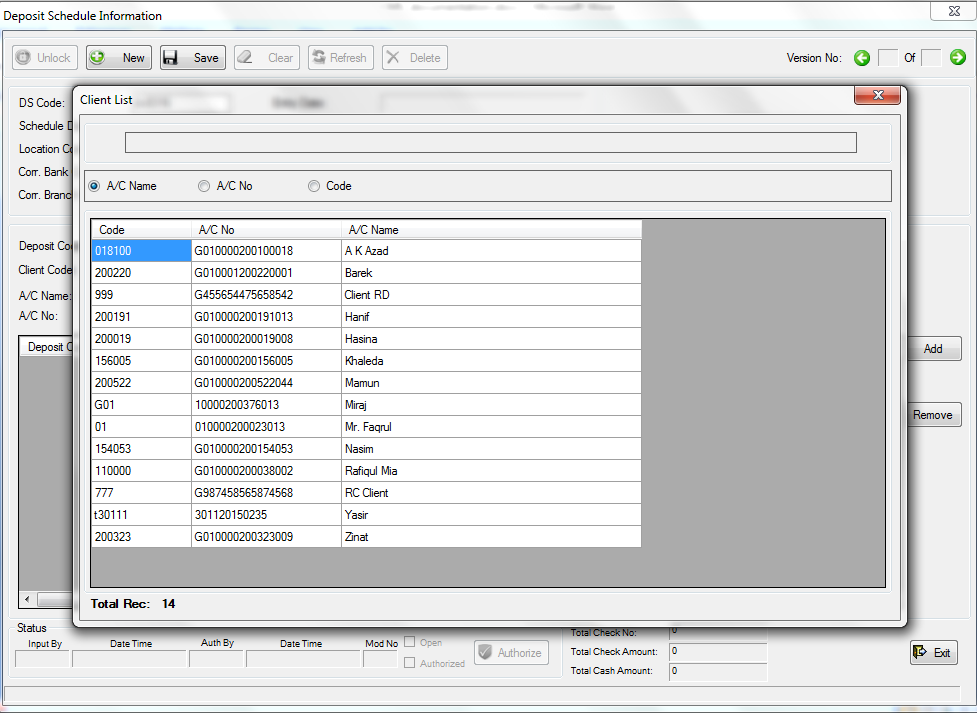 Deposit Schedule Information
Unlock New Save Clear Refresh Delete Version No: Of
DS Code:
Client List
Schedule D
Location Co
Corr. Bank
Corr. Branc
A/C Name A/C No Code
Deposit Cod
Client Code
A/C Name:
A/C No:
Deposit C
Code A/C No A/C Name
018100 G010000200100018 A K Azad
200220 G010001200220001 Barek
999 G455654475658542 Client RD
200191 G010000200191013 Hanif
200019 G010000200019008 Hasina
156005 G010000200156005 Khaleda
200522 G010000200522044 Mamun
G01 10000200376013 Miraj
01 010000200023013 Mr. Faqrul
154053 G010000200154053 Nasim
110000 G010000200038002 Rafiqul Mia
777 G987458565874568 RC Client
t30111 301120150235 Yasir
200323 G010000200323009 Zinat
Add
Remove
Total Rec: 14
Status
Input By Date Time Auth By Date Time Mod No Open
Authorized
Authorize
Total Check No: 0
Total Check Amount: 0
Total Cash Amount: 0
Exit